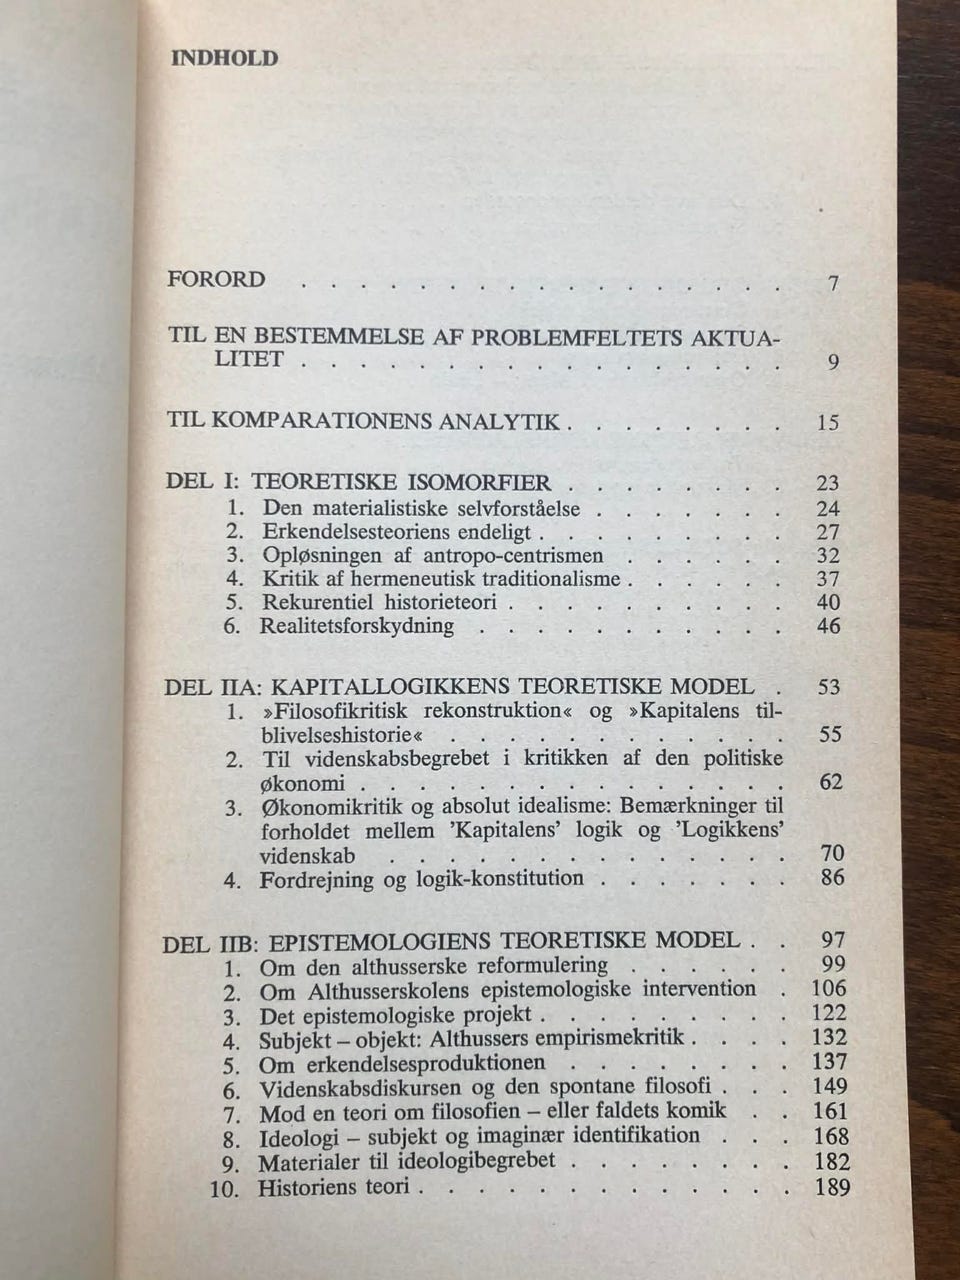 INDHOLD
FORORD . . . . . . . . . . . . . . . . . 7
TIL EN BESTEMMELSE AF PROBLEMFELTETS AKTUA-
LITET . . . . . . . . . . . . . . . . . 9
TIL KOMPARATIONENS ANALYTIK . . . . . . . . 15
DEL I: TEORETISKE ISOMORFIER . . . . . . . . 23
1. Den materialistiske selvforståelse . . . . . . . 24
2. Erkendelsesteoriens endeligt . . . . . . . . . 27
3. Opløsningen af antropo-centrismen . . . . . . 32
4. Kritik af hermeneutisk traditionalisme . . . . . . 37
5. Rekurentiel historieteori . . . . . . . . . . 40
6. Realitetsforskydning . . . . . . . . . . . 46
DEL IIA: KAPITALLOGIKKENS TEORETISKE MODEL . 53
1. »Filosofikritisk rekonstruktion« og »Kapitalens til-
blivelseshistorie« . . . . . . . . . . . . 55
2. Til videnskabsbegrebet i kritikken af den politiske
økonomi . . . . . . . . . . . . . . . 62
3. Økonomikritik og absolut idealisme: Bemærkninger til
forholdet mellem ’Kapitalens’ logik og ’Logikkens’
videnskab . . . . . . . . . . . . . . 70
4. Fordrejning og logik-konstitution . . . . . . . 86
DEL IIB: EPISTEMOLOGIENS TEORETISKE MODEL . . 97
1. Om den althusserske reformulering . . . . . . 99
2. Om Althusserskolens epistemologiske intervention . 106
3. Det epistemologiske projekt . . . . . . . . . 122
4. Subjekt – objekt: Althussers empirismekritik . . . . 132
5. Om erkendelsesproduktionen . . . . . . . . 137
6. Videnskabsdiskursen og den spontane filosofi . . . 149
7. Mod en teori om filosofien – eller faldets komik . . 161
8. Ideologi – subjekt og imaginær identifikation . . . 168
9. Materialer til ideologibegrebet . . . . . . . . 182
10. Historiens teori . . . . . . . . . . . . . 189